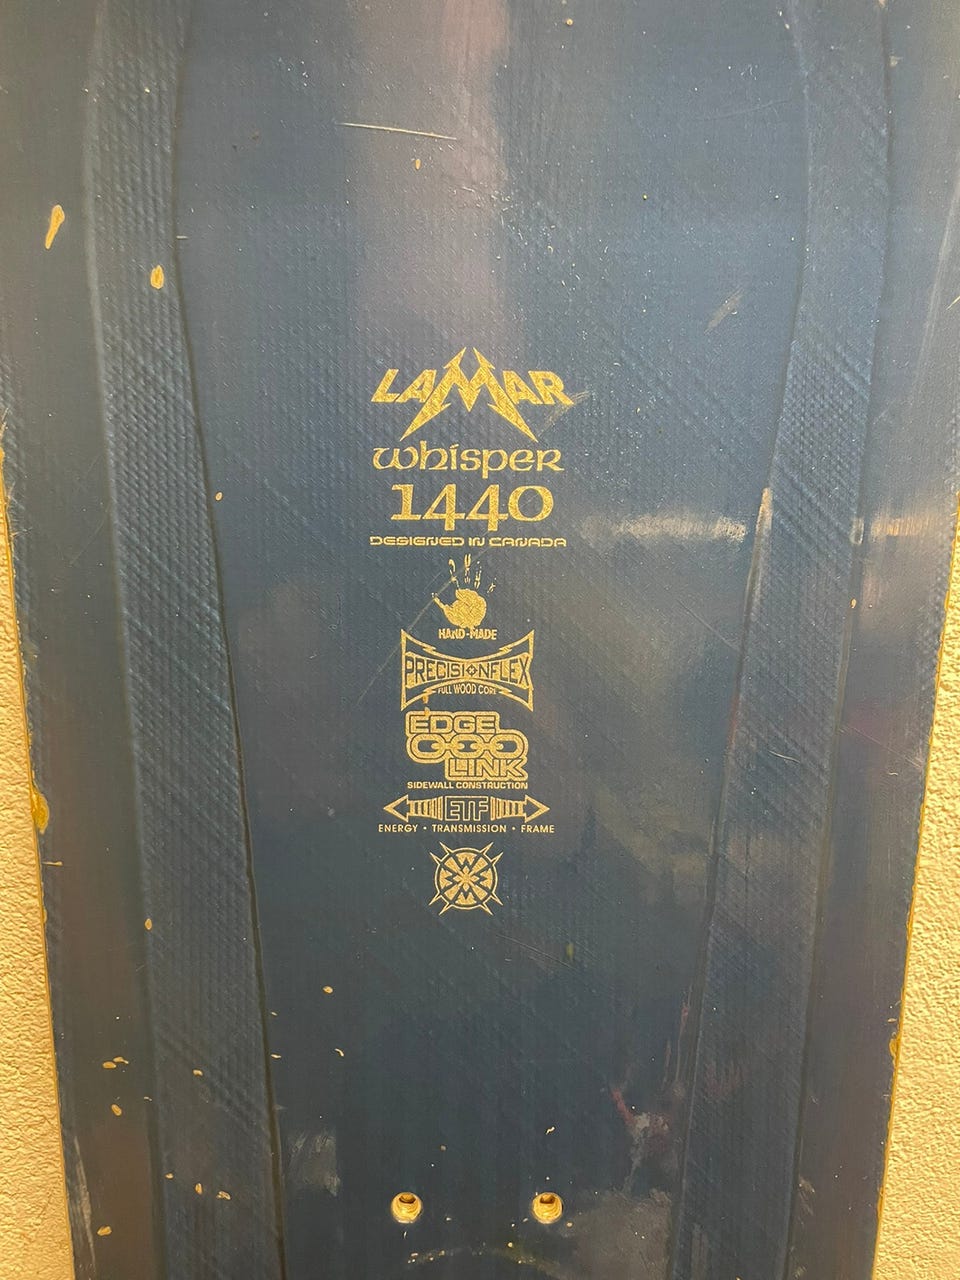 LAMAR
whisper
1440
DESIGNED IN CANADA
HAND-MADE
PRECISIONFLEX
FULL WOOD CORE
EDGE
LINK
SIDEWALL CONSTRUCTION
ETF
ENERGY • TRANSMISSION • FRAME